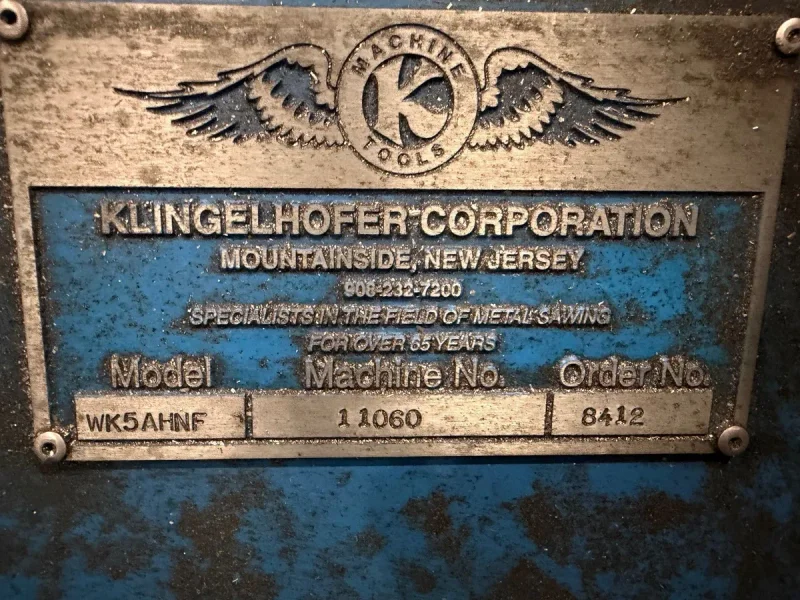 MACHINE
K
TOOLS
KLINGELHOFER CORPORATION
MOUNTAINSIDE, NEW JERSEY
908-232-7200
SPECIALISTS IN THE FIELD OF METAL SAWING
FOR OVER 65 YEARS
Model Machine No. Order No.
WK5AHNF 11060 8412